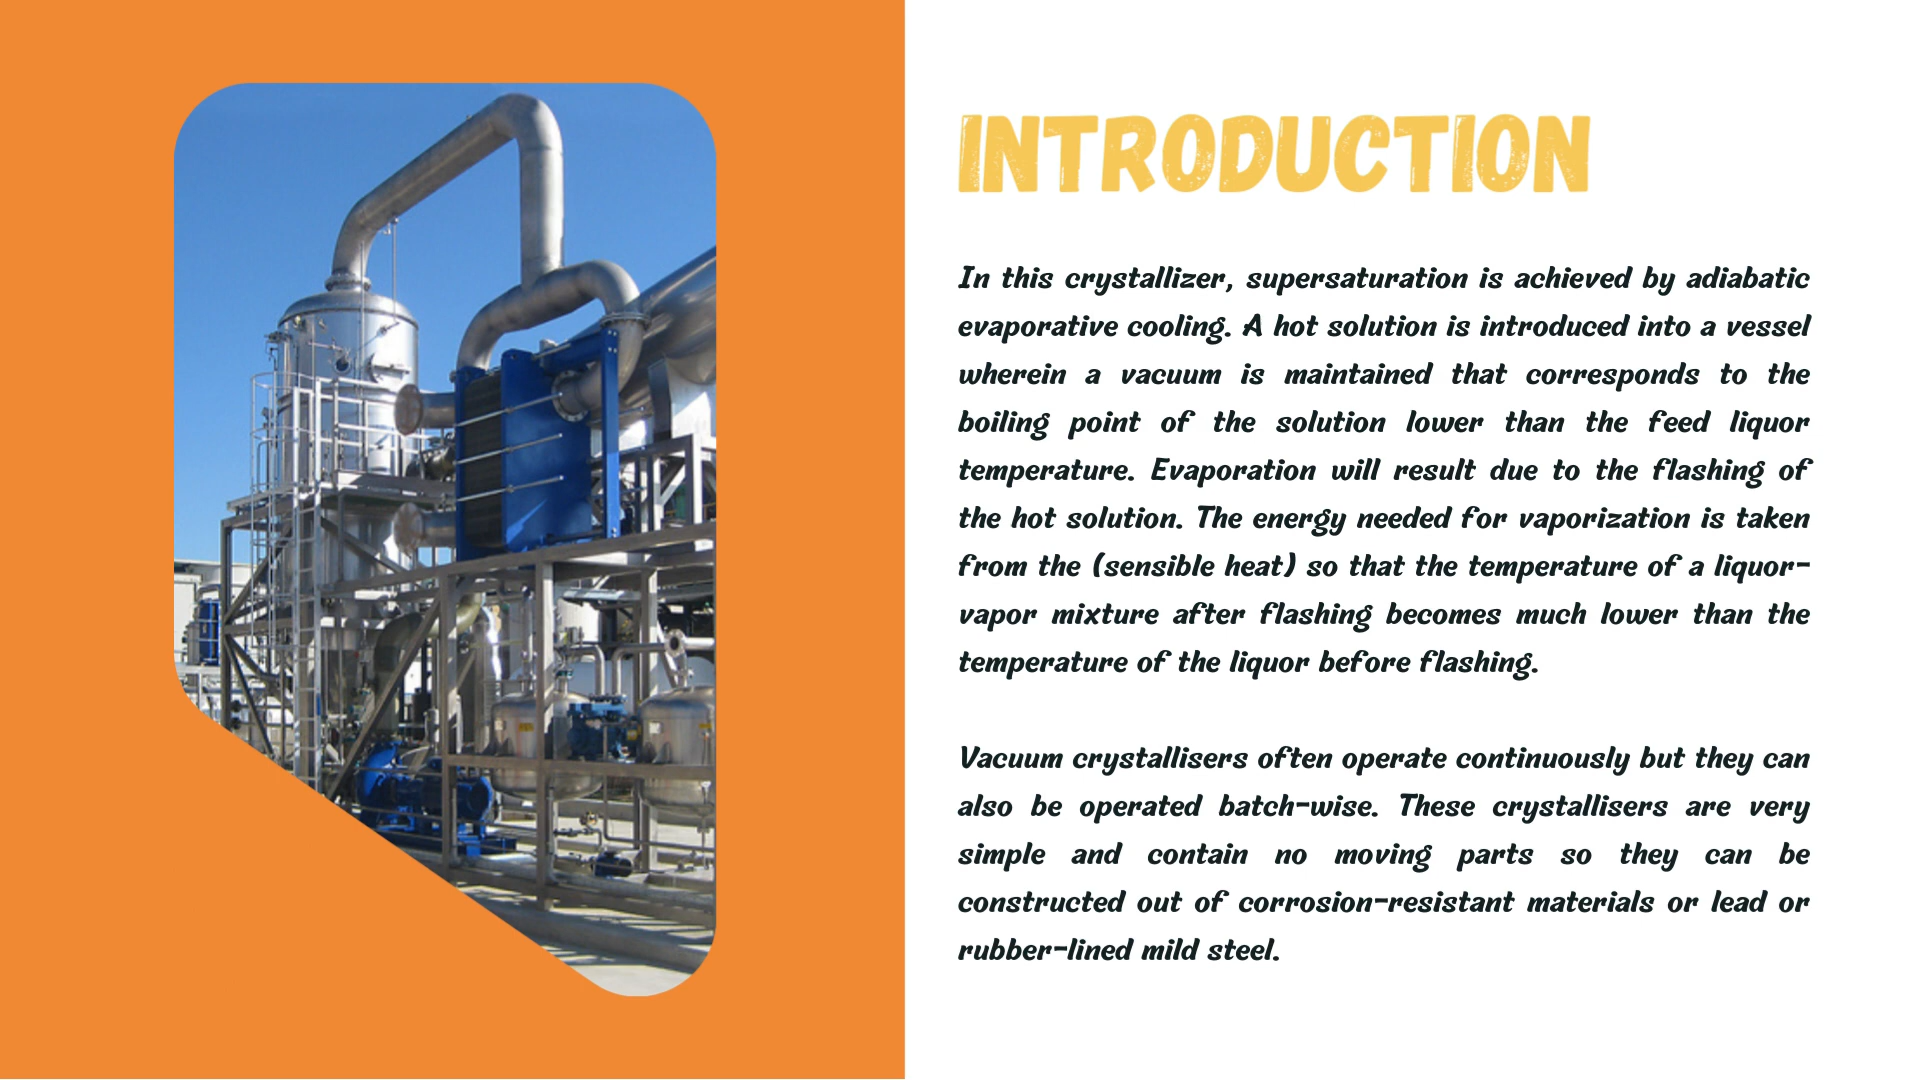 INTRODUCTION
In this crystallizer, supersaturation is achieved by adiabatic
evaporative cooling. A hot solution is introduced into a vessel
wherein a vacuum is maintained that corresponds to the
boiling point of the solution lower than the feed liquor
temperature. Evaporation will result due to the flashing of
the hot solution. The energy needed for vaporization is taken
from the (sensible heat) so that the temperature of a liquor-
vapor mixture after flashing becomes much lower than the
temperature of the liquor before flashing.
Vacuum crystallisers often operate continuously but they can
also be operated batch-wise. These crystallisers are very
simple and contain no moving parts so they can be
constructed out of corrosion-resistant materials or lead or
rubber-lined mild steel.